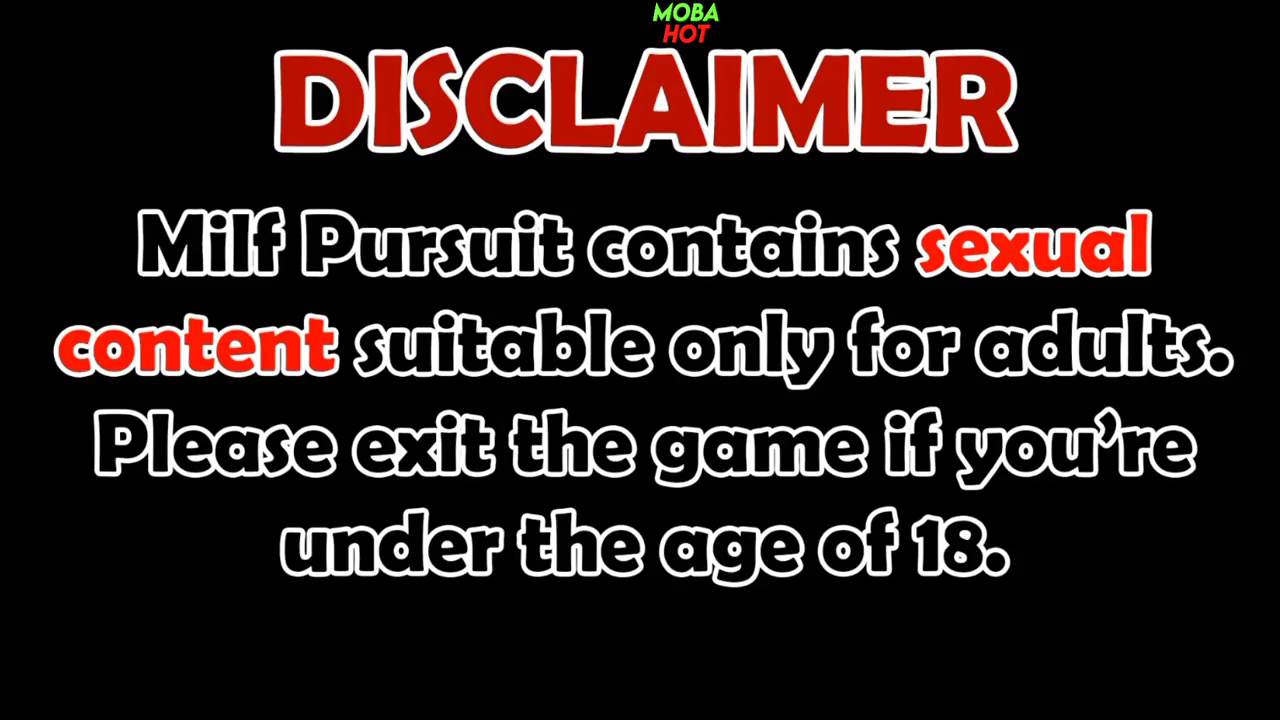 MOBA
HOT
DISCLAIMER
Milf Pursuit contains sexual
content suitable only for adults.
Please exit the game if you're
under the age of 18.